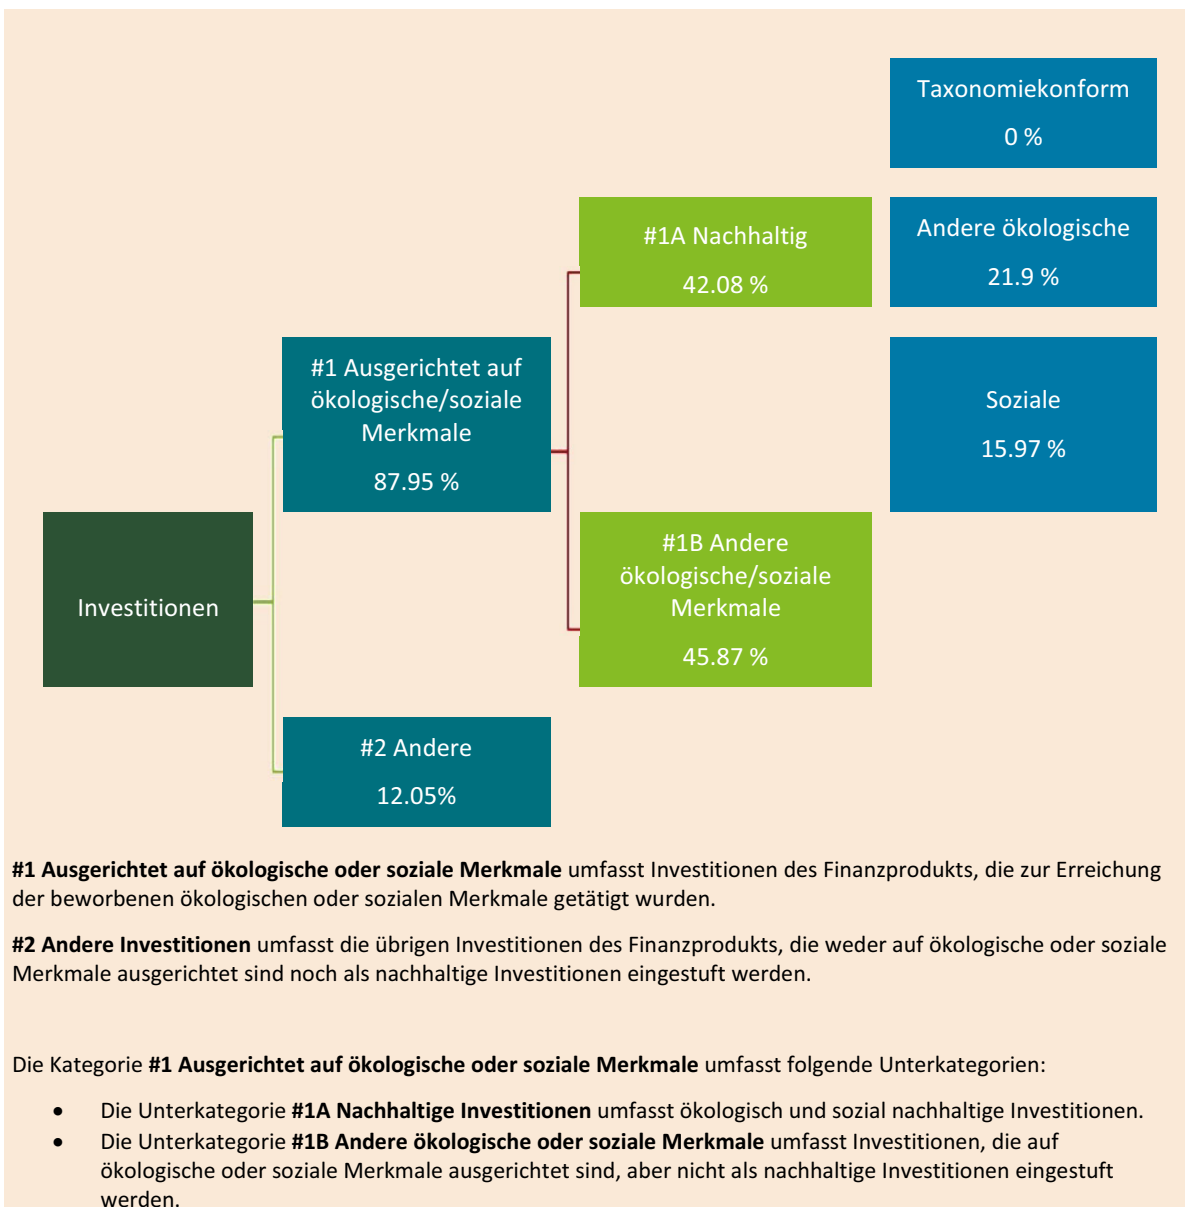 Taxonomiekonform
0 %
#1A Nachhaltig
42.08 %
Andere ökologische
21.9 %
#1 Ausgerichtet auf
ökologische/soziale
Merkmale
87.95 %
Soziale
15.97 %
Investitionen
#1B Andere
ökologische/soziale
Merkmale
45.87 %
#2 Andere
12.05%
#1 Ausgerichtet auf ökologische oder soziale Merkmale umfasst Investitionen des Finanzprodukts, die zur Erreichung
der beworbenen ökologischen oder sozialen Merkmale getätigt wurden.
#2 Andere Investitionen umfasst die übrigen Investitionen des Finanzprodukts, die weder auf ökologische oder soziale
Merkmale ausgerichtet sind noch als nachhaltige Investitionen eingestuft werden.
Die Kategorie #1 Ausgerichtet auf ökologische oder soziale Merkmale umfasst folgende Unterkategorien:
• Die Unterkategorie #1A Nachhaltige Investitionen umfasst ökologisch und sozial nachhaltige Investitionen.
• Die Unterkategorie #1B Andere ökologische oder soziale Merkmale umfasst Investitionen, die auf
ökologische oder soziale Merkmale ausgerichtet sind, aber nicht als nachhaltige Investitionen eingestuft
werden.